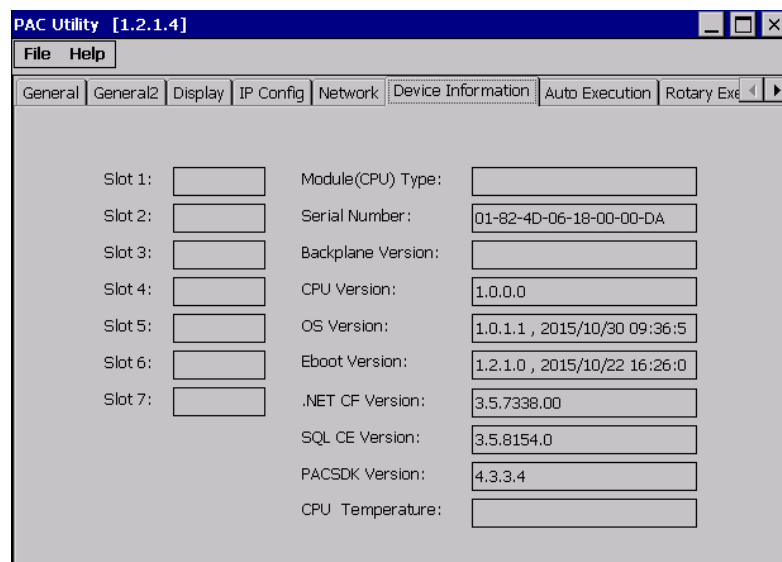 PAC Utility [1.2.1.4]
File Help
General General2 Display IP Config Network Device Information Auto Execution Rotary Exe
Slot 1: Module(CPU) Type:
Slot 2: Serial Number: 01-82-4D-06-18-00-00-DA
Slot 3: Backplane Version:
Slot 4: CPU Version: 1.0.0.0
Slot 5: OS Version: 1.0.1.1 , 2015/10/30 09:36:5
Slot 6: Eboot Version: 1.2.1.0 , 2015/10/22 16:26:0
Slot 7: .NET CF Version: 3.5.7338.00
SQL CE Version: 3.5.8154.0
PACSDK Version: 4.3.3.4
CPU Temperature: